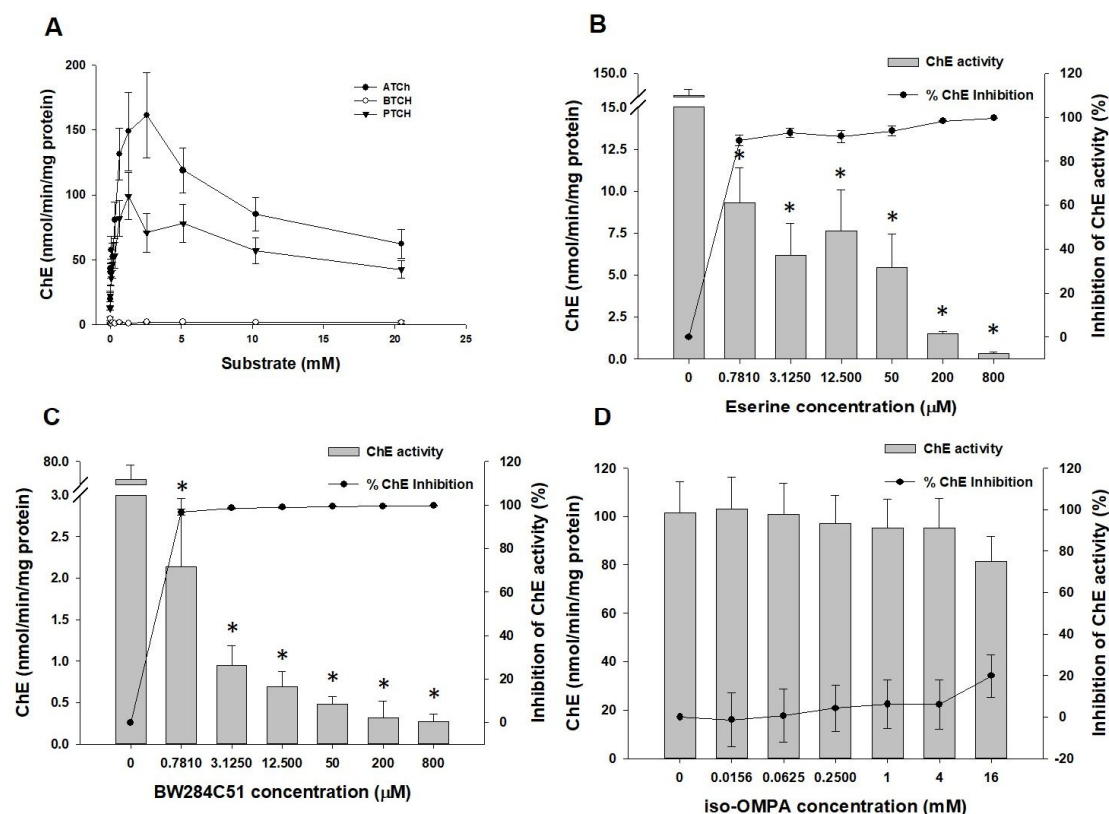 A
ChE (nmol/min/mg protein)
200
150
100
50
0
ATCh
BTCH
PTCH
0
5
10
15
20
25
Substrate (mM)
B
ChE (nmol/min/mg protein)
150.0
15.0
12.5
10.0
7.5
5.0
2.5
0.0
ChE activity
% ChE Inhibition
* * * * * *
120
100
80
60
40
20
0
Inhibition of ChE activity (%)
0 0.7810 3.1250 12.500 50 200 800
Eserine concentration (µM)
C
ChE (nmol/min/mg protein)
80.0
3.0
2.0
1.5
1.0
0.5
0.0
ChE activity
% ChE Inhibition
* * * * * *
120
100
80
60
40
20
0
Inhibition of ChE activity (%)
0 0.7810 3.1250 12.500 50 200 800
BW284C51 concentration (µM)
D
ChE (nmol/min/mg protein)
120
100
80
60
40
20
0
ChE activity
% ChE Inhibition
120
100
80
60
40
20
0
-20
Inhibition of ChE activity (%)
0 0.0156 0.0625 0.2500 1 4 16
iso-OMPA concentration (mM)